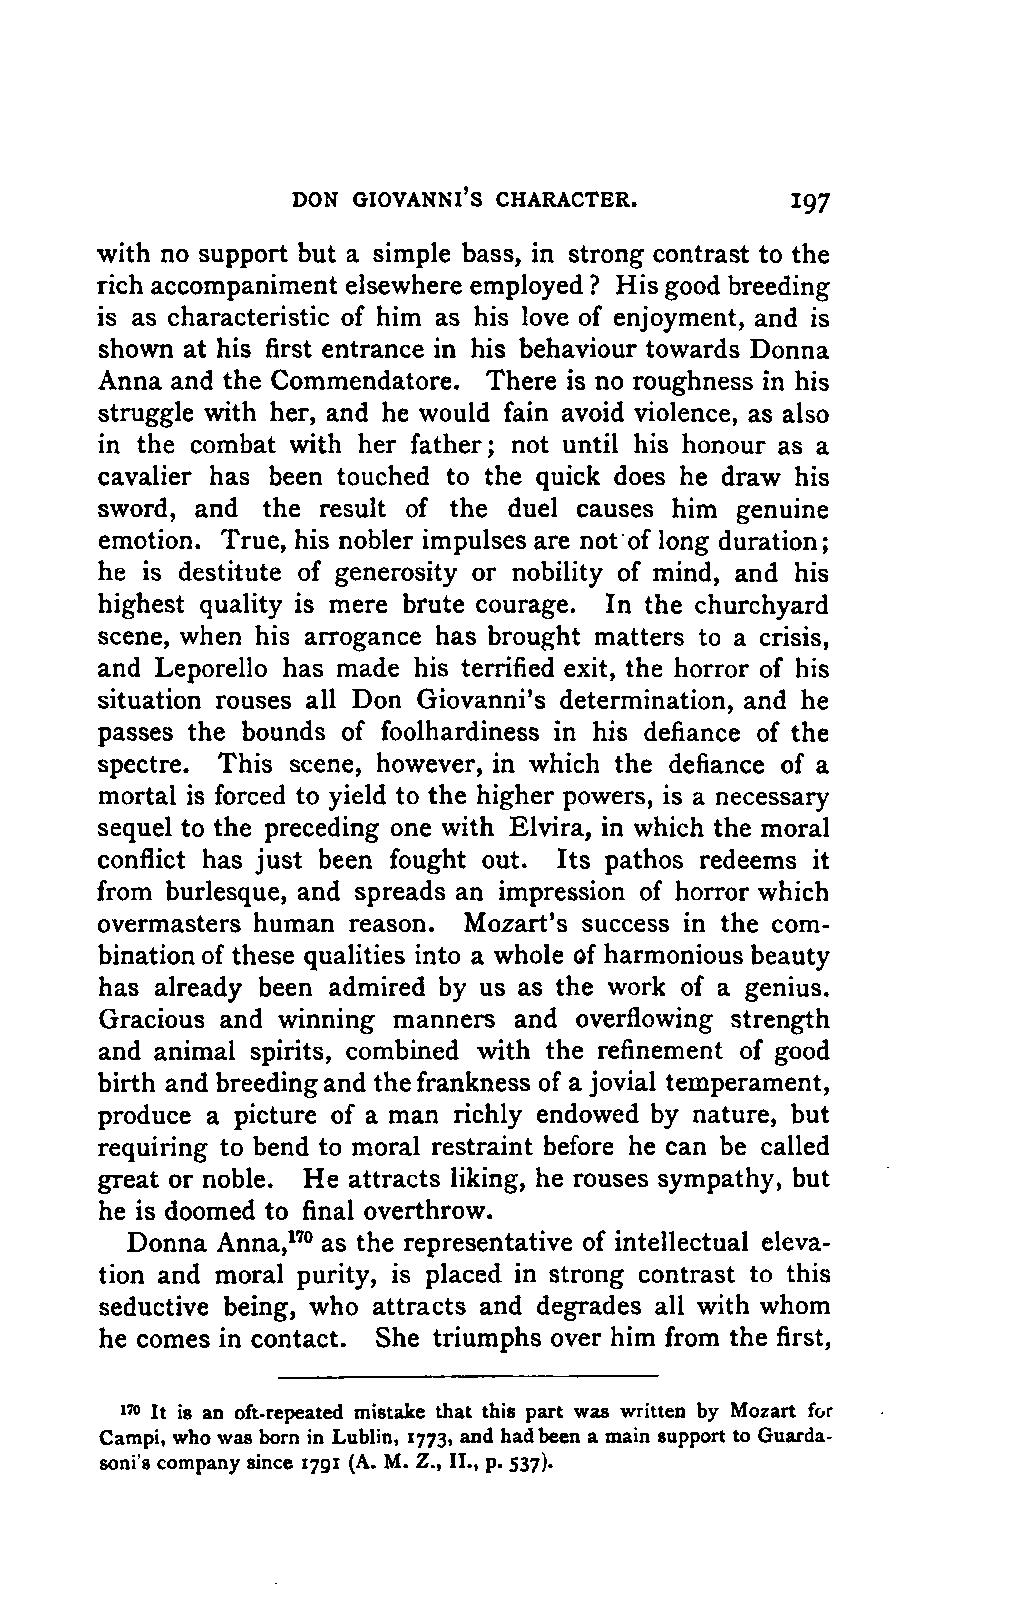 DON GIOVANNI'S CHARACTER. 197
with no support but a simple bass, in strong contrast to the
rich accompaniment elsewhere employed ? His good breeding
is as characteristic of him as his love of enjoyment, and is
shown at his first entrance in his behaviour towards Donna
Anna and the Commendatore. There is no roughness in his
struggle with her, and he would fain avoid violence, as also
in the combat with her father; not until his honour as a
cavalier has been touched to the quick does he draw his
sword, and the result of the duel causes him genuine
emotion. True, his nobler impulses are not of long duration;
he is destitute of generosity or nobility of mind, and his
highest quality is mere brute courage. In the churchyard
scene, when his arrogance has brought matters to a crisis,
and Leporello has made his terrified exit, the horror of his
situation rouses all Don Giovanni's determination, and he
passes the bounds of foolhardiness in his defiance of the
spectre. This scene, however, in which the defiance of a
mortal is forced to yield to the higher powers, is a necessary
sequel to the preceding one with Elvira, in which the moral
conflict has just been fought out. Its pathos redeems it
from burlesque, and spreads an impression of horror which
overmasters human reason. Mozart's success in the com-
bination of these qualities into a whole of harmonious beauty
has already been admired by us as the work of a genius.
Gracious and winning manners and overflowing strength
and animal spirits, combined with the refinement of good
birth and breeding and the frankness of a jovial temperament,
produce a picture of a man richly endowed by nature, but
requiring to bend to moral restraint before he can be called
great or noble. He attracts liking, he rouses sympathy, but
he is doomed to final overthrow.
Donna Anna,¹⁷⁰ as the representative of intellectual eleva-
tion and moral purity, is placed in strong contrast to this
seductive being, who attracts and degrades all with whom
he comes in contact. She triumphs over him from the first,
¹⁷⁰ It is an oft-repeated mistake that this part was written by Mozart for
Campi, who was born in Lublin, 1773, and had been a main support to Guarda-
soni's company since 1791 (A. M. Z., II., p. 537).